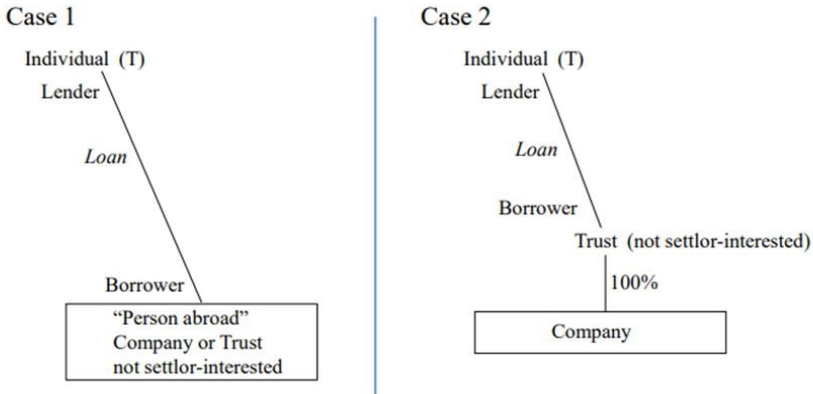 Case 1
Individual (T)
Lender
Loan
Borrower
“Person abroad”
Company or Trust
not settlor-interested
Case 2
Individual (T)
Lender
Loan
Borrower
Trust (not settlor-interested)
100%
Company